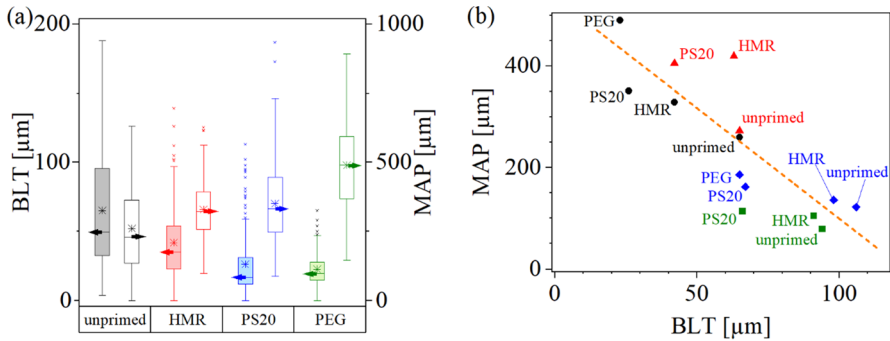 (a)
200
100
0
BLT [µm]
1000
500
0
MAP [µm]
unprimed HMR PS20 PEG
(b)
400
200
0
MAP [µm]
PEG
PS20
HMR
PS20
HMR
unprimed
unprimed
PEG
PS20
HMR
unprimed
PS20
HMR
unprimed
0 50 100
BLT [µm]